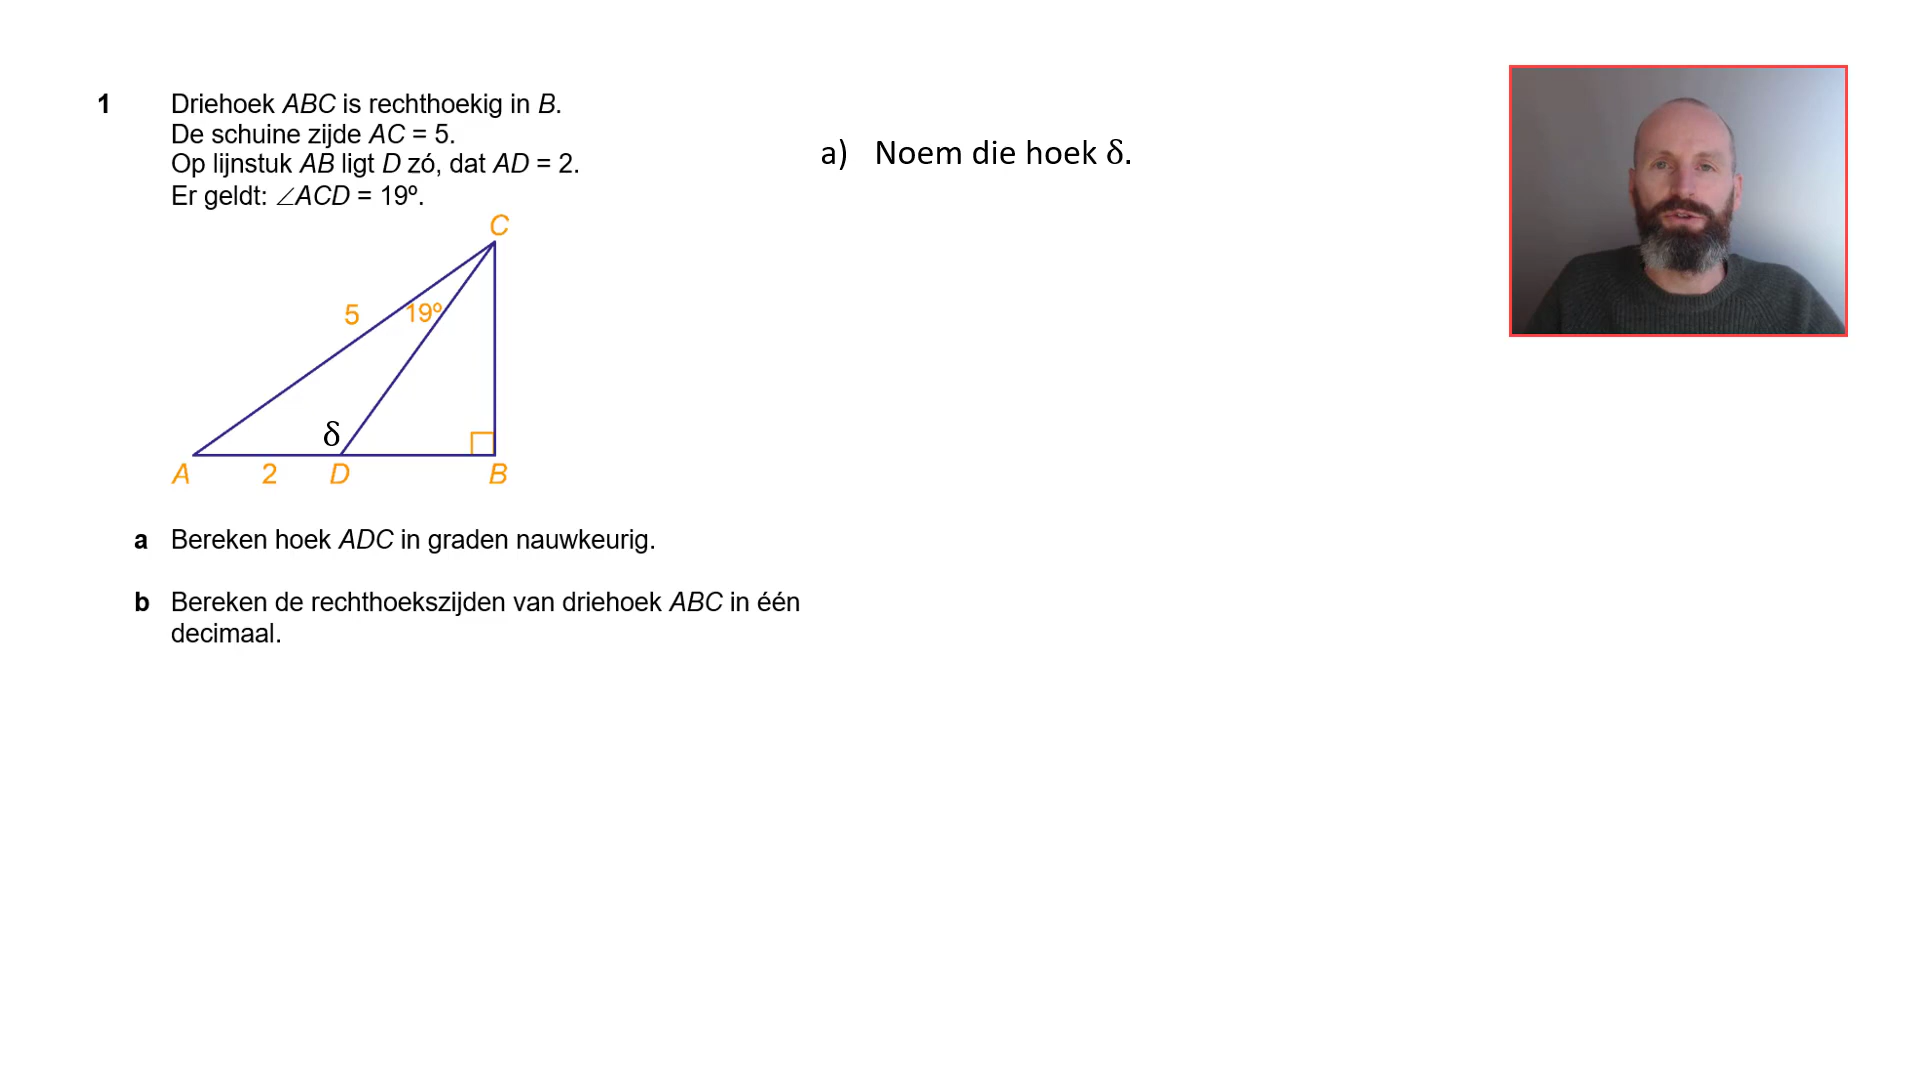 1 Driehoek ABC is rechthoekig in B.
De schuine zijde AC = 5.
Op lijnstuk AB ligt D zó, dat AD = 2.
Er geldt: ∠ACD = 19º.
a) Noem die hoek δ.
C
5
19º
δ
A
2
D
B
a Bereken hoek ADC in graden nauwkeurig.
b Bereken de rechthoekszijden van driehoek ABC in één
decimaal.